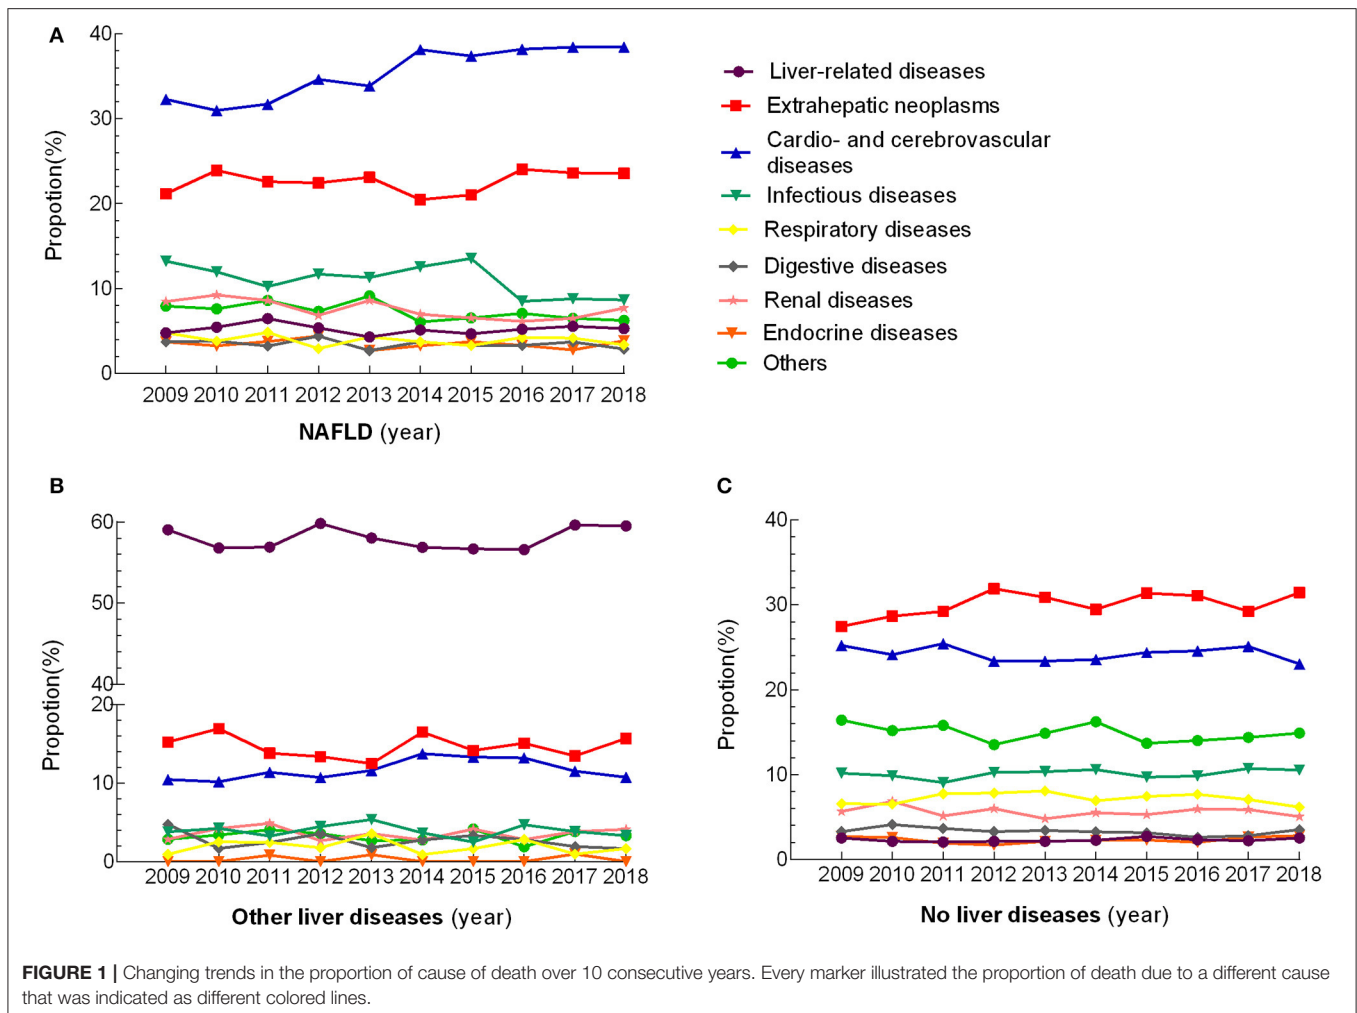 A
40
30
20
10
0
Propotion(%)
2009 2010 2011 2012 2013 2014 2015 2016 2017 2018
NAFLD (year)
Liver-related diseases
Extrahepatic neoplasms
Cardio- and cerebrovascular
diseases
Infectious diseases
Respiratory diseases
Digestive diseases
Renal diseases
Endocrine diseases
Others
B
60
50
40
20
10
0
Propotion(%)
2009 2010 2011 2012 2013 2014 2015 2016 2017 2018
Other liver diseases (year)
C
40
30
20
10
0
Propotion(%)
2009 2010 2011 2012 2013 2014 2015 2016 2017 2018
No liver diseases (year)
FIGURE 1 | Changing trends in the proportion of cause of death over 10 consecutive years. Every marker illustrated the proportion of death due to a different cause
that was indicated as different colored lines.